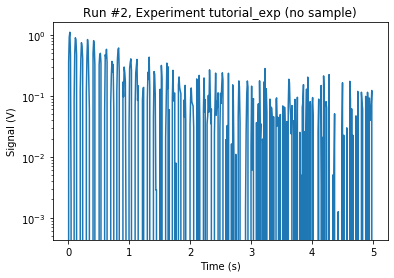 Run #2, Experiment tutorial_exp (no sample)
Signal (V)
10⁰
10⁻¹
10⁻²
10⁻³
0 1 2 3 4 5
Time (s)